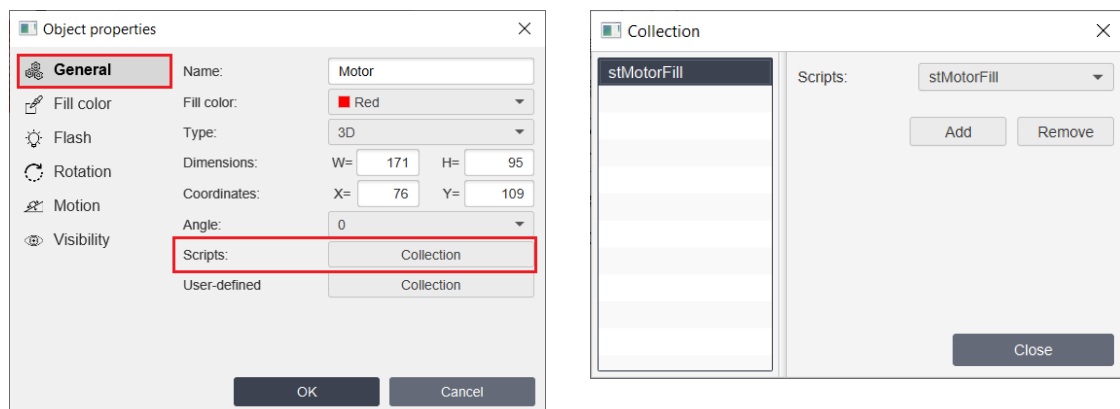 Object properties
General
Fill color
Flash
Rotation
Motion
Visibility
Name: Motor
Fill color: Red
Type: 3D
Dimensions: W= 171 H= 95
Coordinates: X= 76 Y= 109
Angle: 0
Scripts: Collection
User-defined Collection
OK Cancel
Collection
stMotorFill
Scripts: stMotorFill
Add Remove
Close